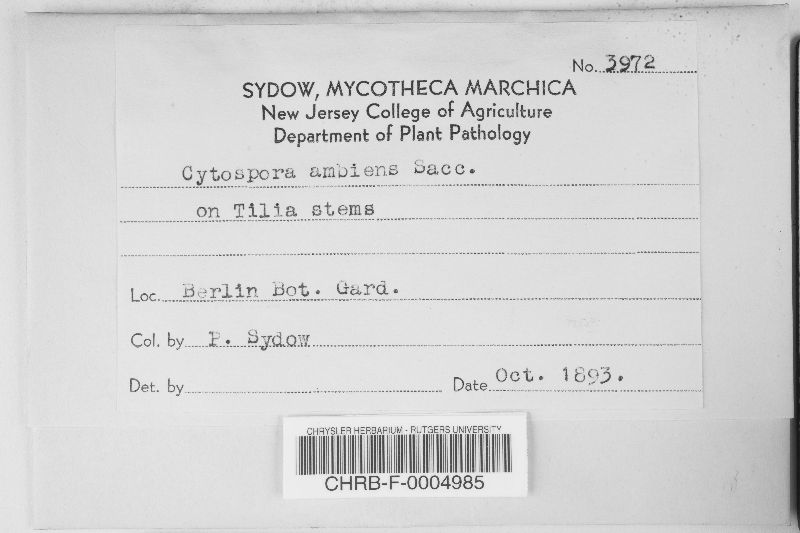 No. 3972
SYDOW, MYCOTHECA MARCHICA
New Jersey College of Agriculture
Department of Plant Pathology
Cytospora ambiens Sacc.
on Tilia stems
Loc. Berlin Bot. Gard.
Col. by P. Sydow
Det. by
Date Oct. 1893.
CHRYSLER HERBARIUM - RUTGERS UNIVERSITY
CHRB-F-0004985